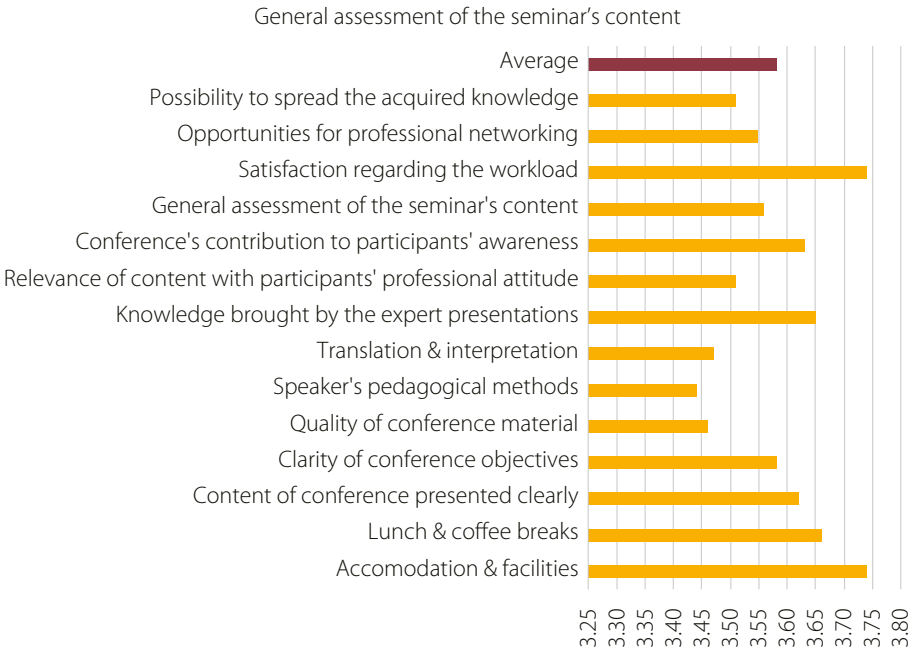 General assessment of the seminar’s content
Average
Possibility to spread the acquired knowledge
Opportunities for professional networking
Satisfaction regarding the workload
General assessment of the seminar's content
Conference's contribution to participants' awareness
Relevance of content with participants' professional attitude
Knowledge brought by the expert presentations
Translation & interpretation
Speaker's pedagogical methods
Quality of conference material
Clarity of conference objectives
Content of conference presented clearly
Lunch & coffee breaks
Accomodation & facilities
3.25
3.30
3.35
3.40
3.45
3.50
3.55
3.60
3.65
3.70
3.75
3.80